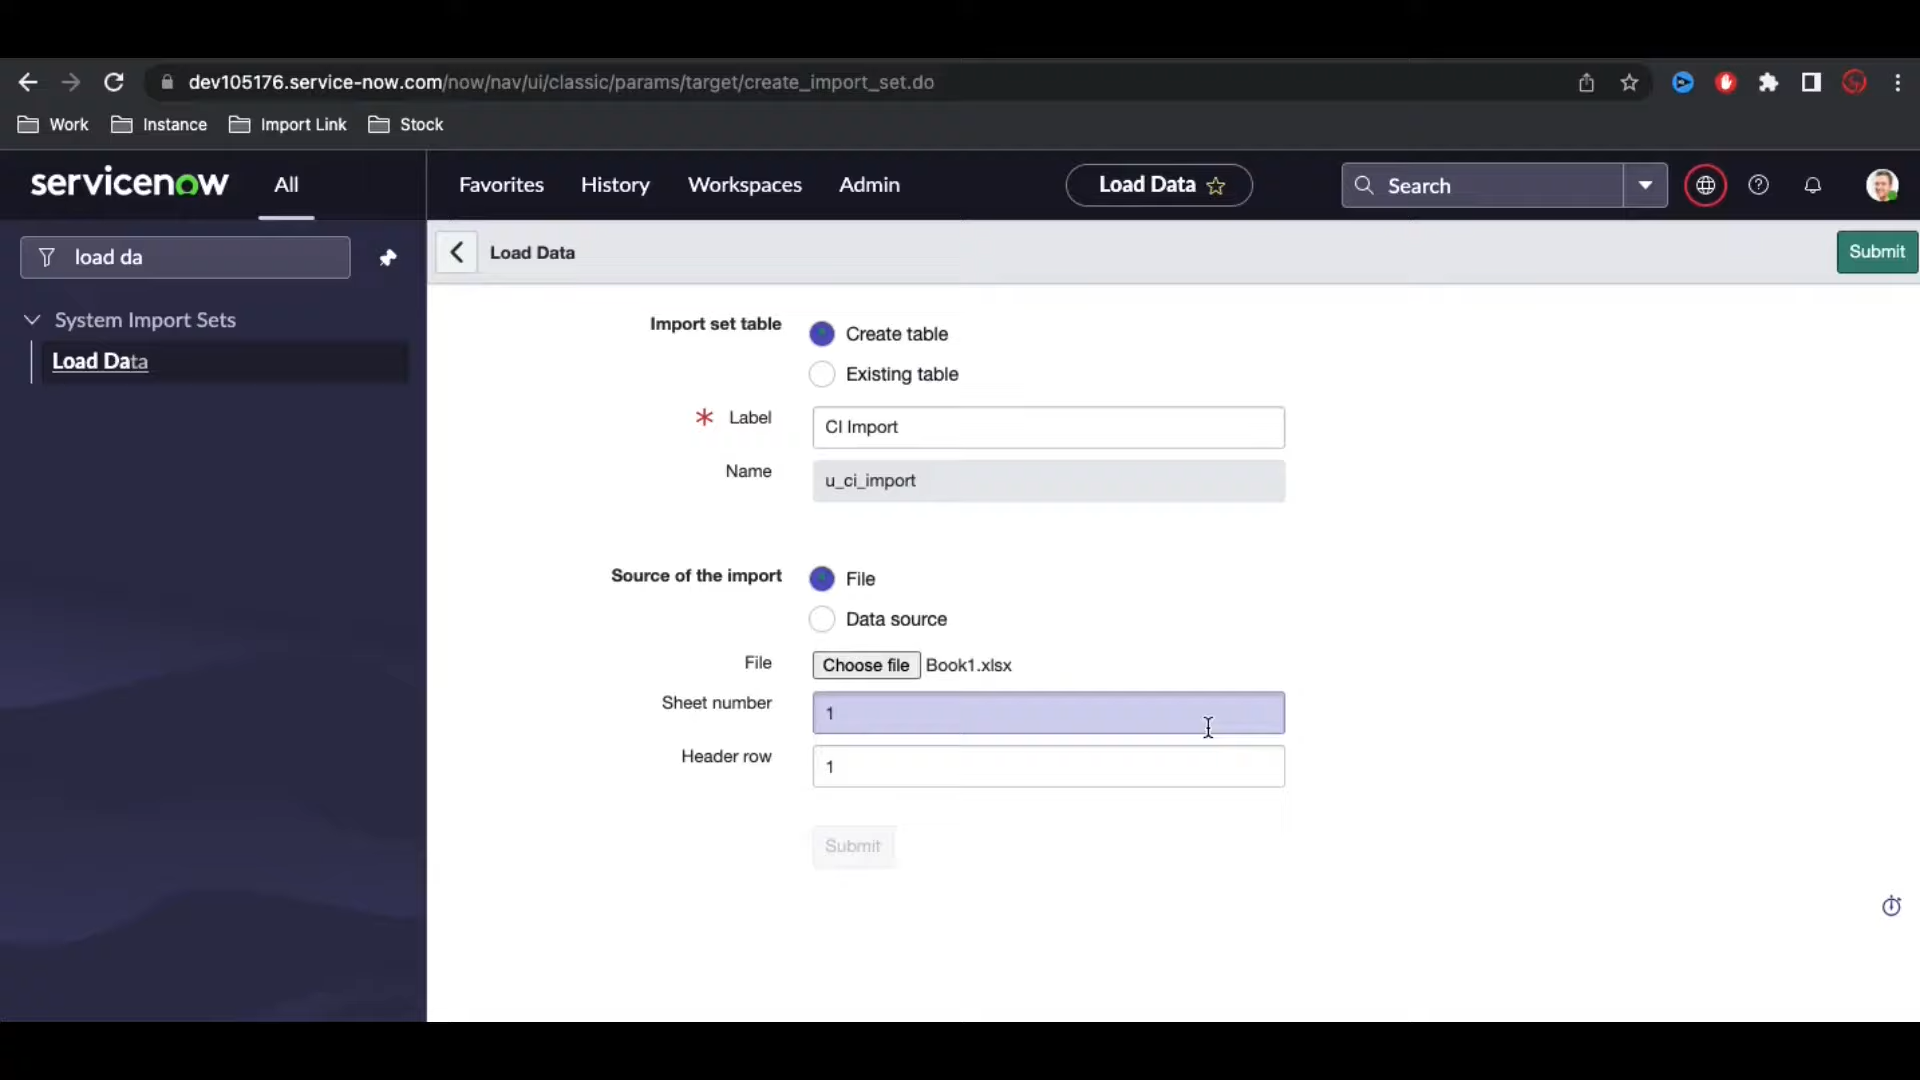 dev105176.service-now.com/now/nav/ui/classic/params/target/create_import_set.do
Work Instance Import Link Stock
servicenow All Favorites History Workspaces Admin Load Data Search
load da
Load Data Submit
System Import Sets
Load Data
Import set table Create table
Existing table
* Label CI Import
Name u_ci_import
Source of the import File
Data source
File Choose file Book1.xlsx
Sheet number 1
Header row 1
Submit